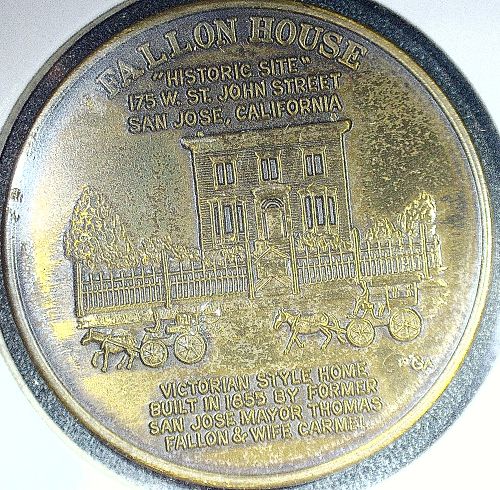 FALLON HOUSE
"HISTORIC SITE"
175 W. ST. JOHN STREET
SAN JOSE, CALIFORNIA
VICTORIAN STYLE HOME
BUILT IN 1855 BY FORMER
SAN JOSE MAYOR THOMAS
FALLON & WIFE CARMEL